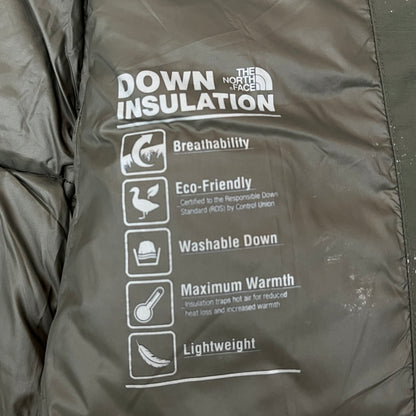 THE
NORTH
FACE
DOWN
INSULATION
Breathability
Eco-Friendly
Certified to the Responsible Down
Standard (RDS) by Control Union
Washable Down
Maximum Warmth
Insulation traps hot air for reduced
heat loss and increased warmth
Lightweight